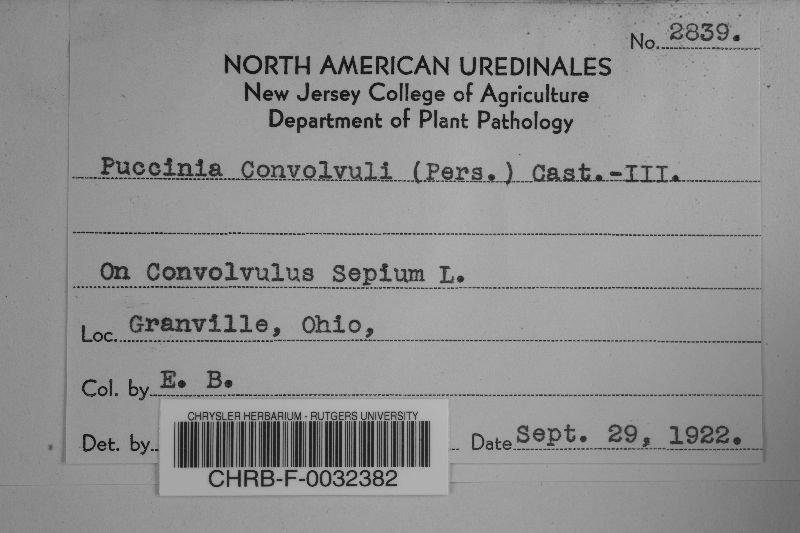 No. 2839.
NORTH AMERICAN UREDINALES
New Jersey College of Agriculture
Department of Plant Pathology
Puccinia Convolvuli (Pers.) Cast.-III.
On Convolvulus Sepium L.
Loc. Granville, Ohio,
Col. by E. B.
Det. by
Date Sept. 29, 1922.
CHRYSLER HERBARIUM - RUTGERS UNIVERSITY
CHRB-F-0032382